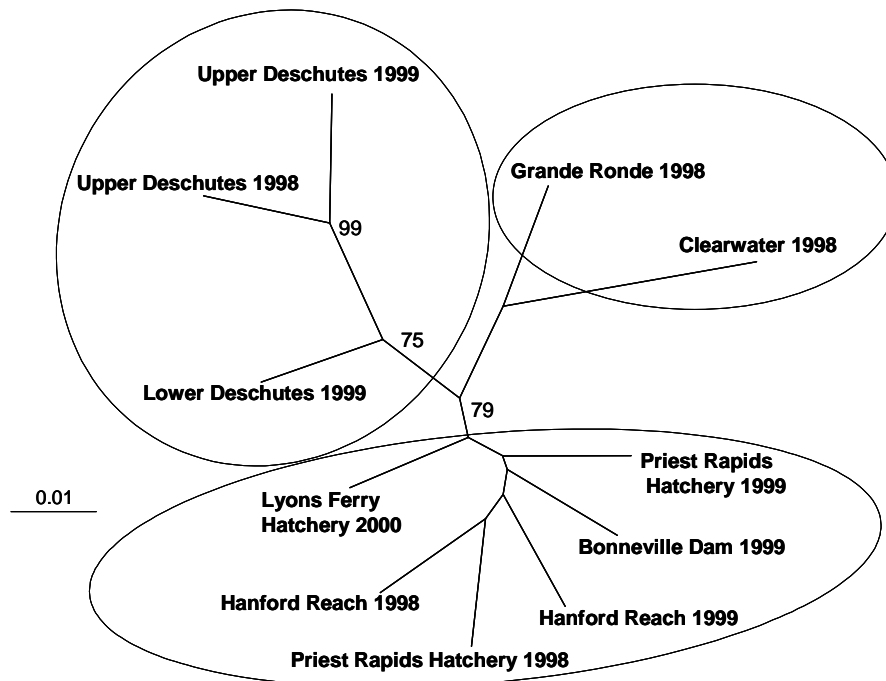 Upper Deschutes 1999
Grande Ronde 1998
Upper Deschutes 1998
99
Clearwater 1998
75
Lower Deschutes 1999
79
Priest Rapids
Hatchery 1999
0.01
Lyons Ferry
Hatchery 2000
Bonneville Dam 1999
Hanford Reach 1998
Hanford Reach 1999
Priest Rapids Hatchery 1998